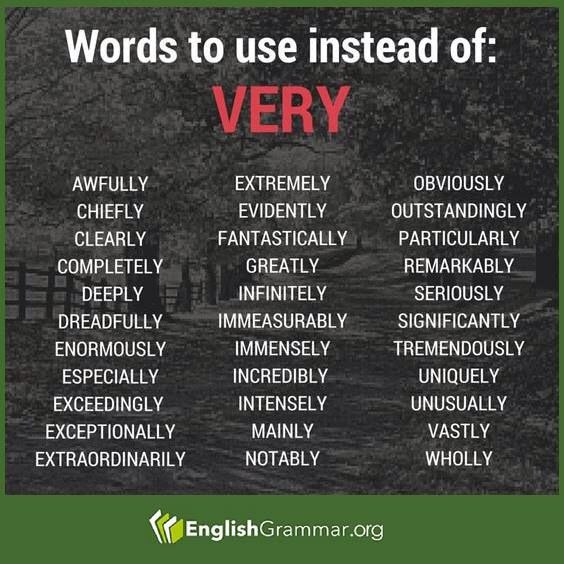 Words to use instead of:
VERY
AWFULLY
CHIEFLY
CLEARLY
COMPLETELY
DEEPLY
DREADFULLY
ENORMOUSLY
ESPECIALLY
EXCEEDINGLY
EXCEPTIONALLY
EXTRAORDINARILY
EXTREMELY
EVIDENTLY
FANTASTICALLY
GREATLY
INFINITELY
IMMEASURABLY
IMMENSELY
INCREDIBLY
INTENSELY
MAINLY
NOTABLY
OBVIOUSLY
OUTSTANDINGLY
PARTICULARLY
REMARKABLY
SERIOUSLY
SIGNIFICANTLY
TREMENDOUSLY
UNIQUELY
UNUSUALLY
VASTLY
WHOLLY
EnglishGrammar.org